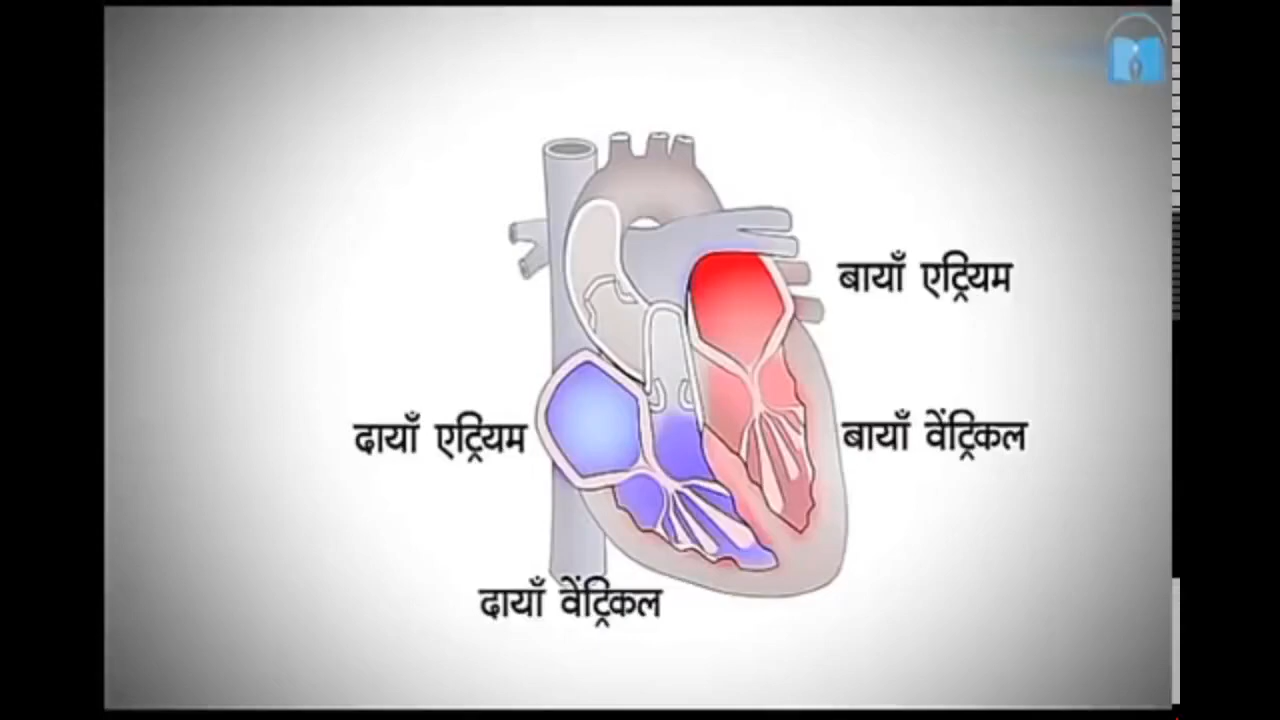 बायाँ एट्रियम
दायाँ एट्रियम
बायाँ वेंट्रिकल
दायाँ वेंट्रिकल